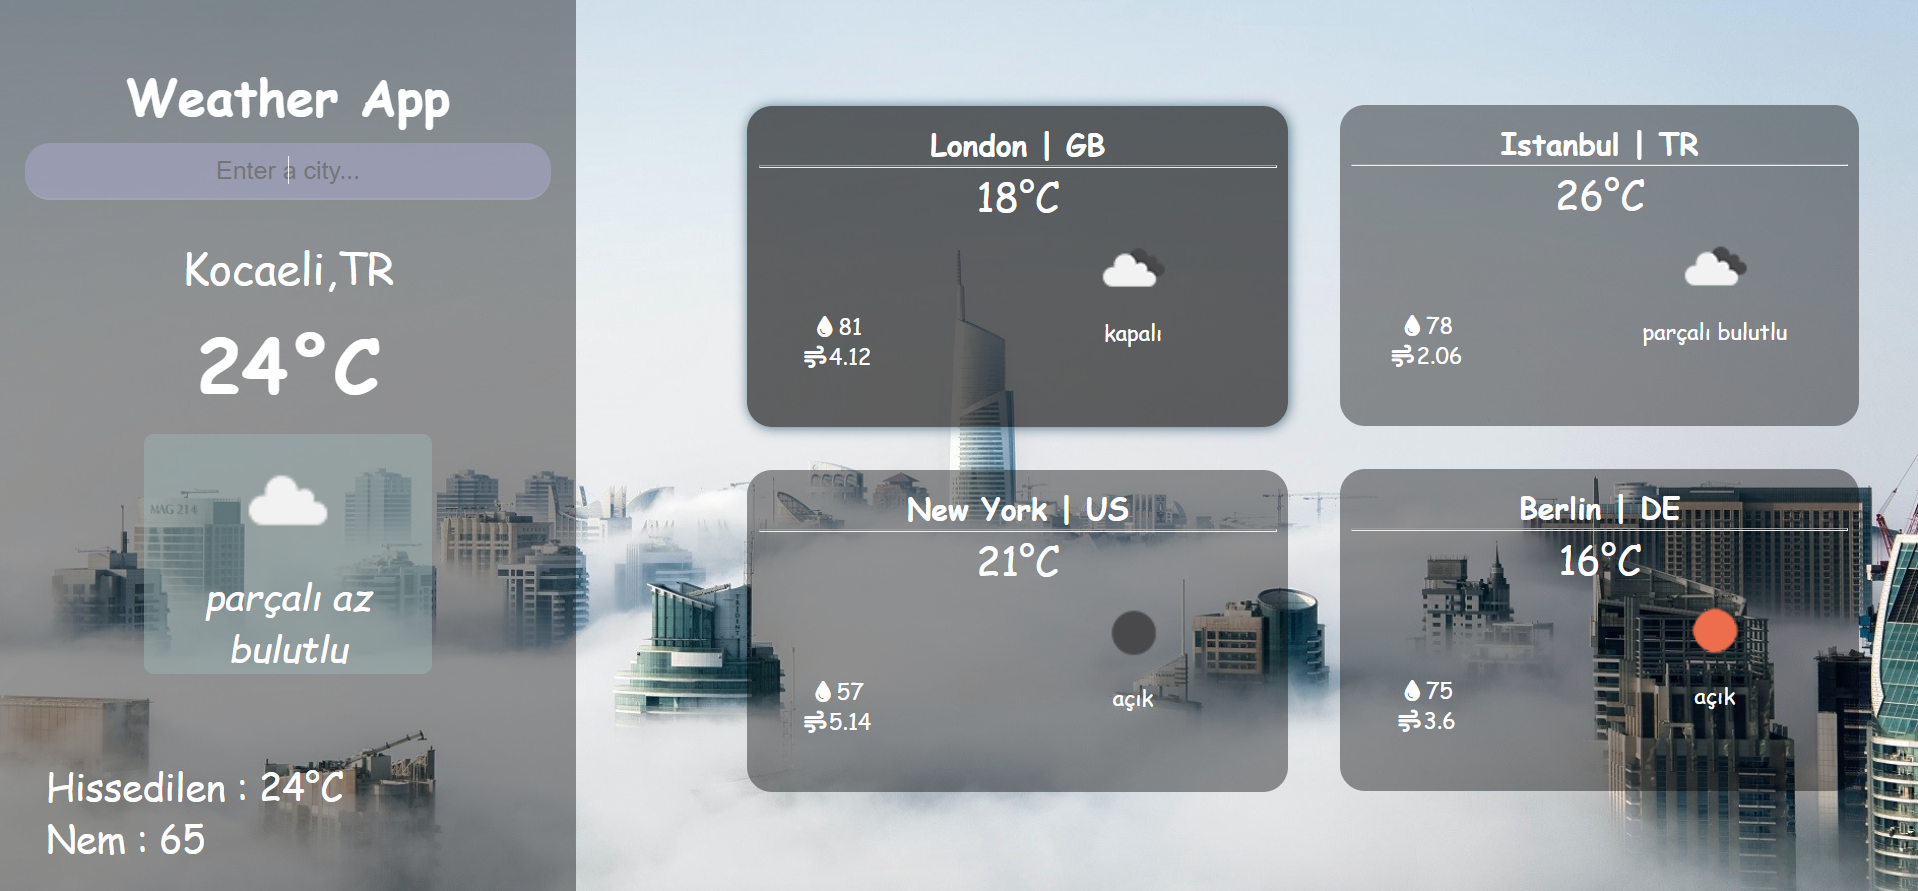 Weather App
Enter a city...
Kocaeli,TR
24°C
MAG 214
parçalı az
bulutlu
Hissedilen : 24°C
Nem : 65
London | GB
18°C
81
4.12
kapalı
Istanbul | TR
26°C
78
2.06
parçalı bulutlu
New York | US
21°C
57
5.14
açık
Berlin | DE
16°C
75
3.6
açık